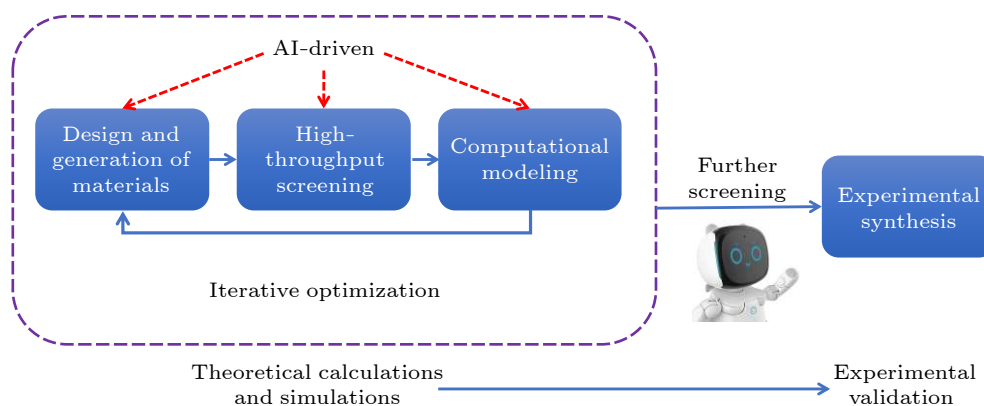 AI-driven
Design and
generation of
materials
High-
throughput
screening
Computational
modeling
Further
screening
Experimental
synthesis
Iterative optimization
Theoretical calculations
and simulations
Experimental
validation